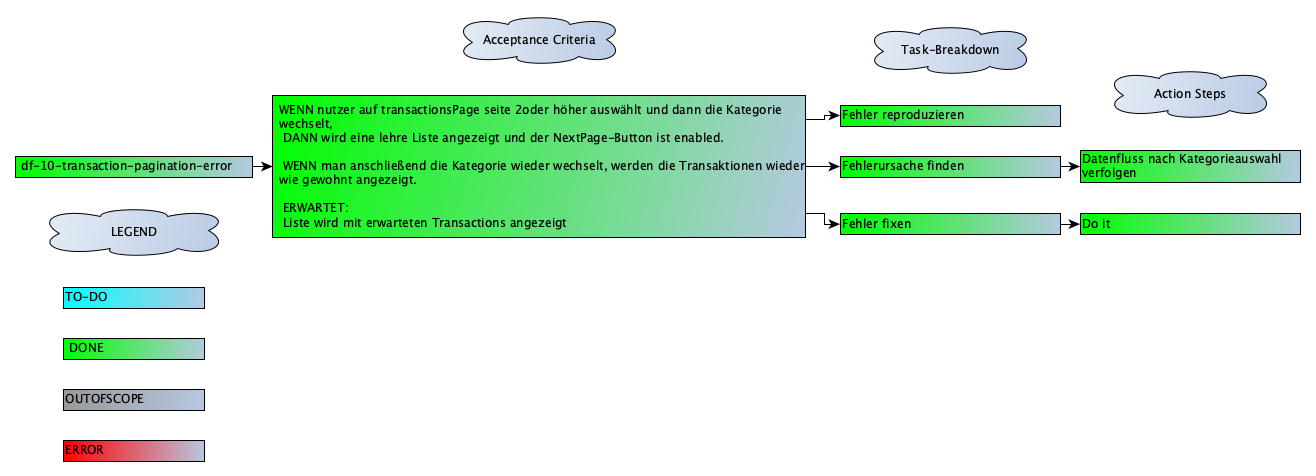 Acceptance Criteria
Task-Breakdown
Action Steps
df-10-transaction-pagination-error
WENN nutzer auf transactionsPage seite 2oder höher auswählt und dann die Kategorie
wechselt,
DANN wird eine lehre Liste angezeigt und der NextPage-Button ist enabled.
WENN man anschließend die Kategorie wieder wechselt, werden die Transaktionen wieder
wie gewohnt angezeigt.
ERWARTET:
Liste wird mit erwarteten Transactions angezeigt
Fehler reproduzieren
Fehlerursache finden
Datenfluss nach Kategorieauswahl
verfolgen
Fehler fixen
Do it
LEGEND
TO-DO
DONE
OUTOFSCOPE
ERROR